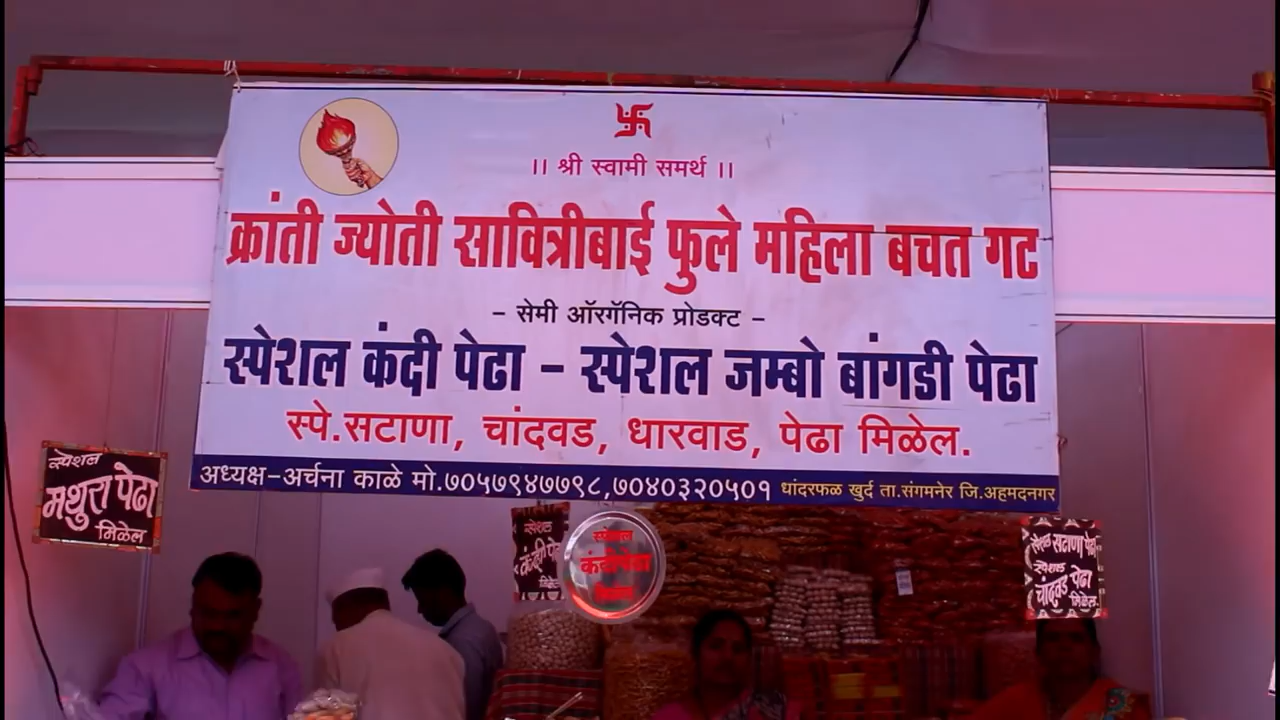 ।। श्री स्वामी समर्थ ।।
क्रांती ज्योती सावित्रीबाई फुले महिला बचत गट
– सेमी ऑरगॅनिक प्रोडक्ट –
स्पेशल कंदी पेढा – स्पेशल जम्बो बांगडी पेढा
स्पे.सटाणा, चांदवड, धारवाड, पेढा मिळेल.
अध्यक्ष–अर्चना काळे मो.७०५७९४७७९८,७०४०३२०५०१ धांदरफळ खुर्द ता.संगमनेर जि.अहमदनगर
स्पेशल
मथुरा पेढा
मिळेल
स्पेशल
कंदी
स्पेशल
कंदीपेढा
स्पेशल सटाणा पेढा
स्पेशल
चांदवड पेढा
मिळेल.